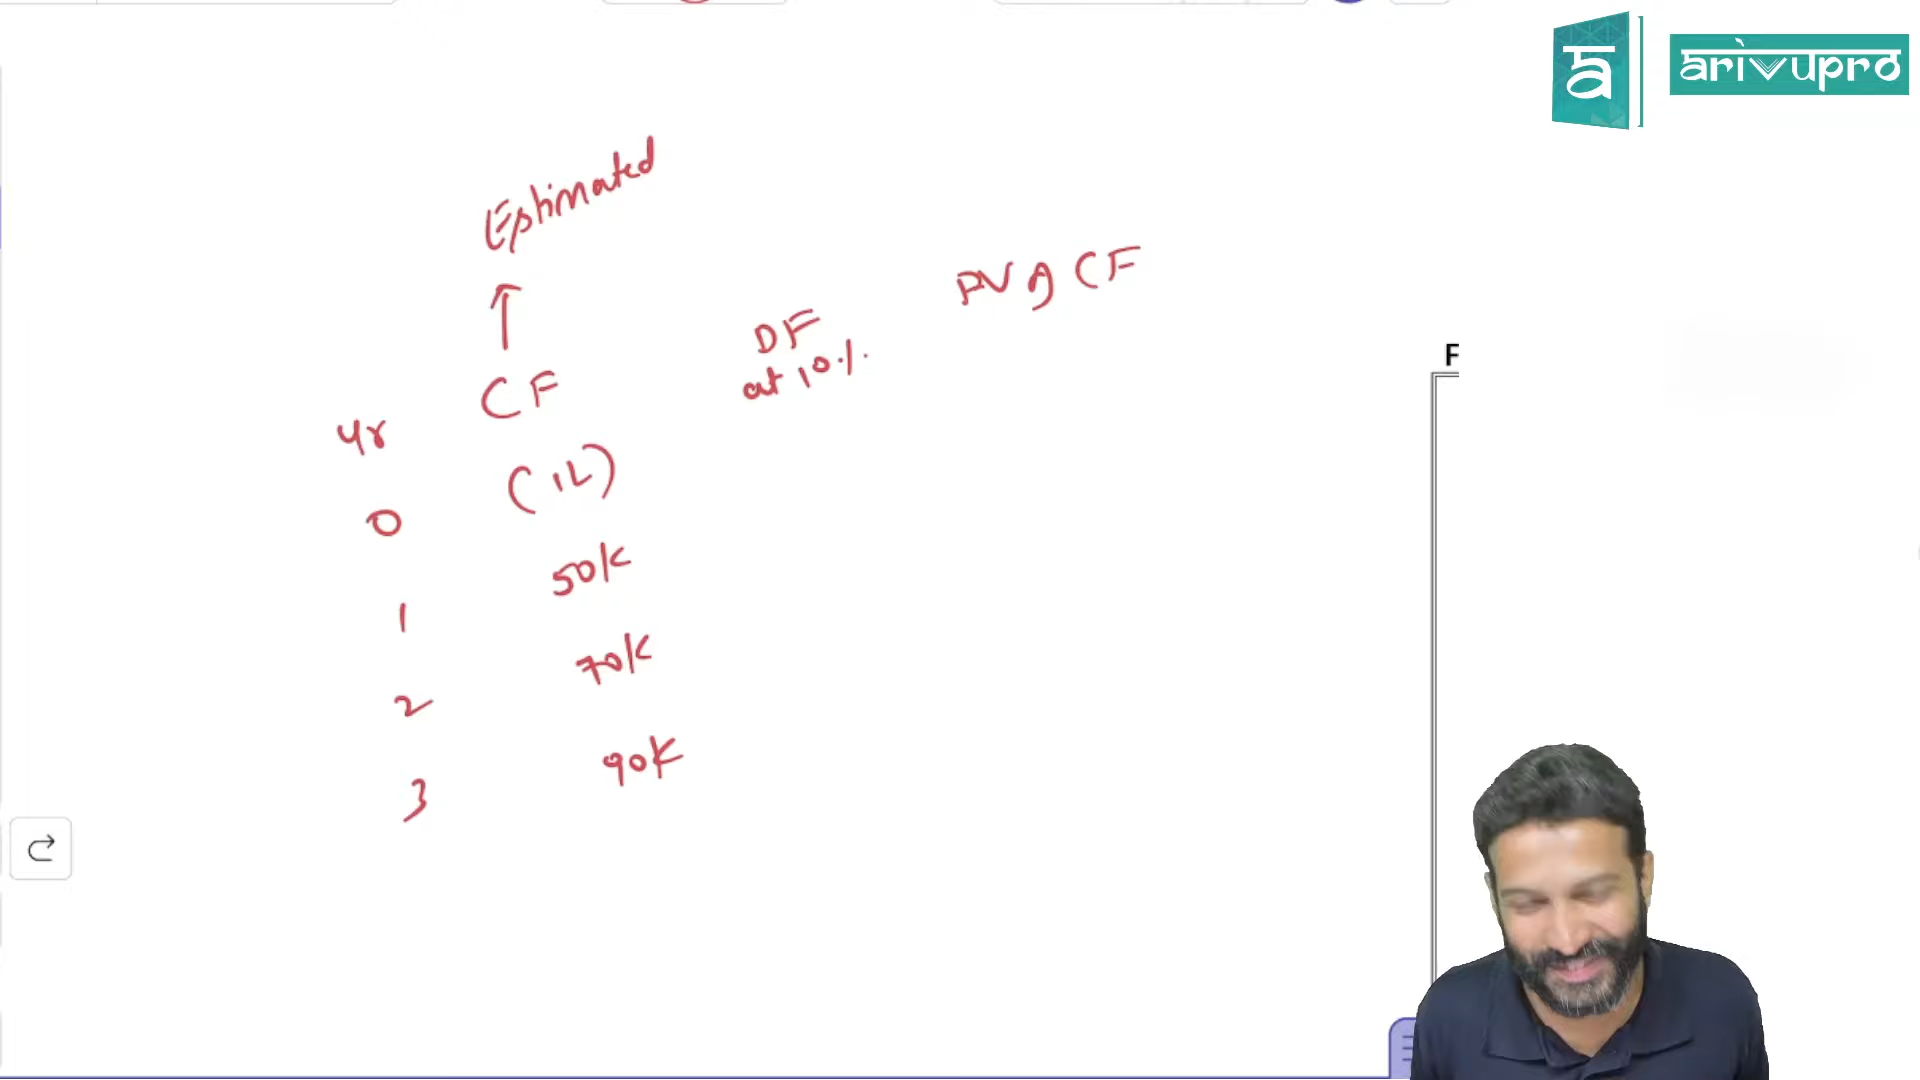 arivupro
Estimated
PV of CF
DF
at 10%
F
CF
yr
(1L)
0
50K
1
70K
2
90K
3